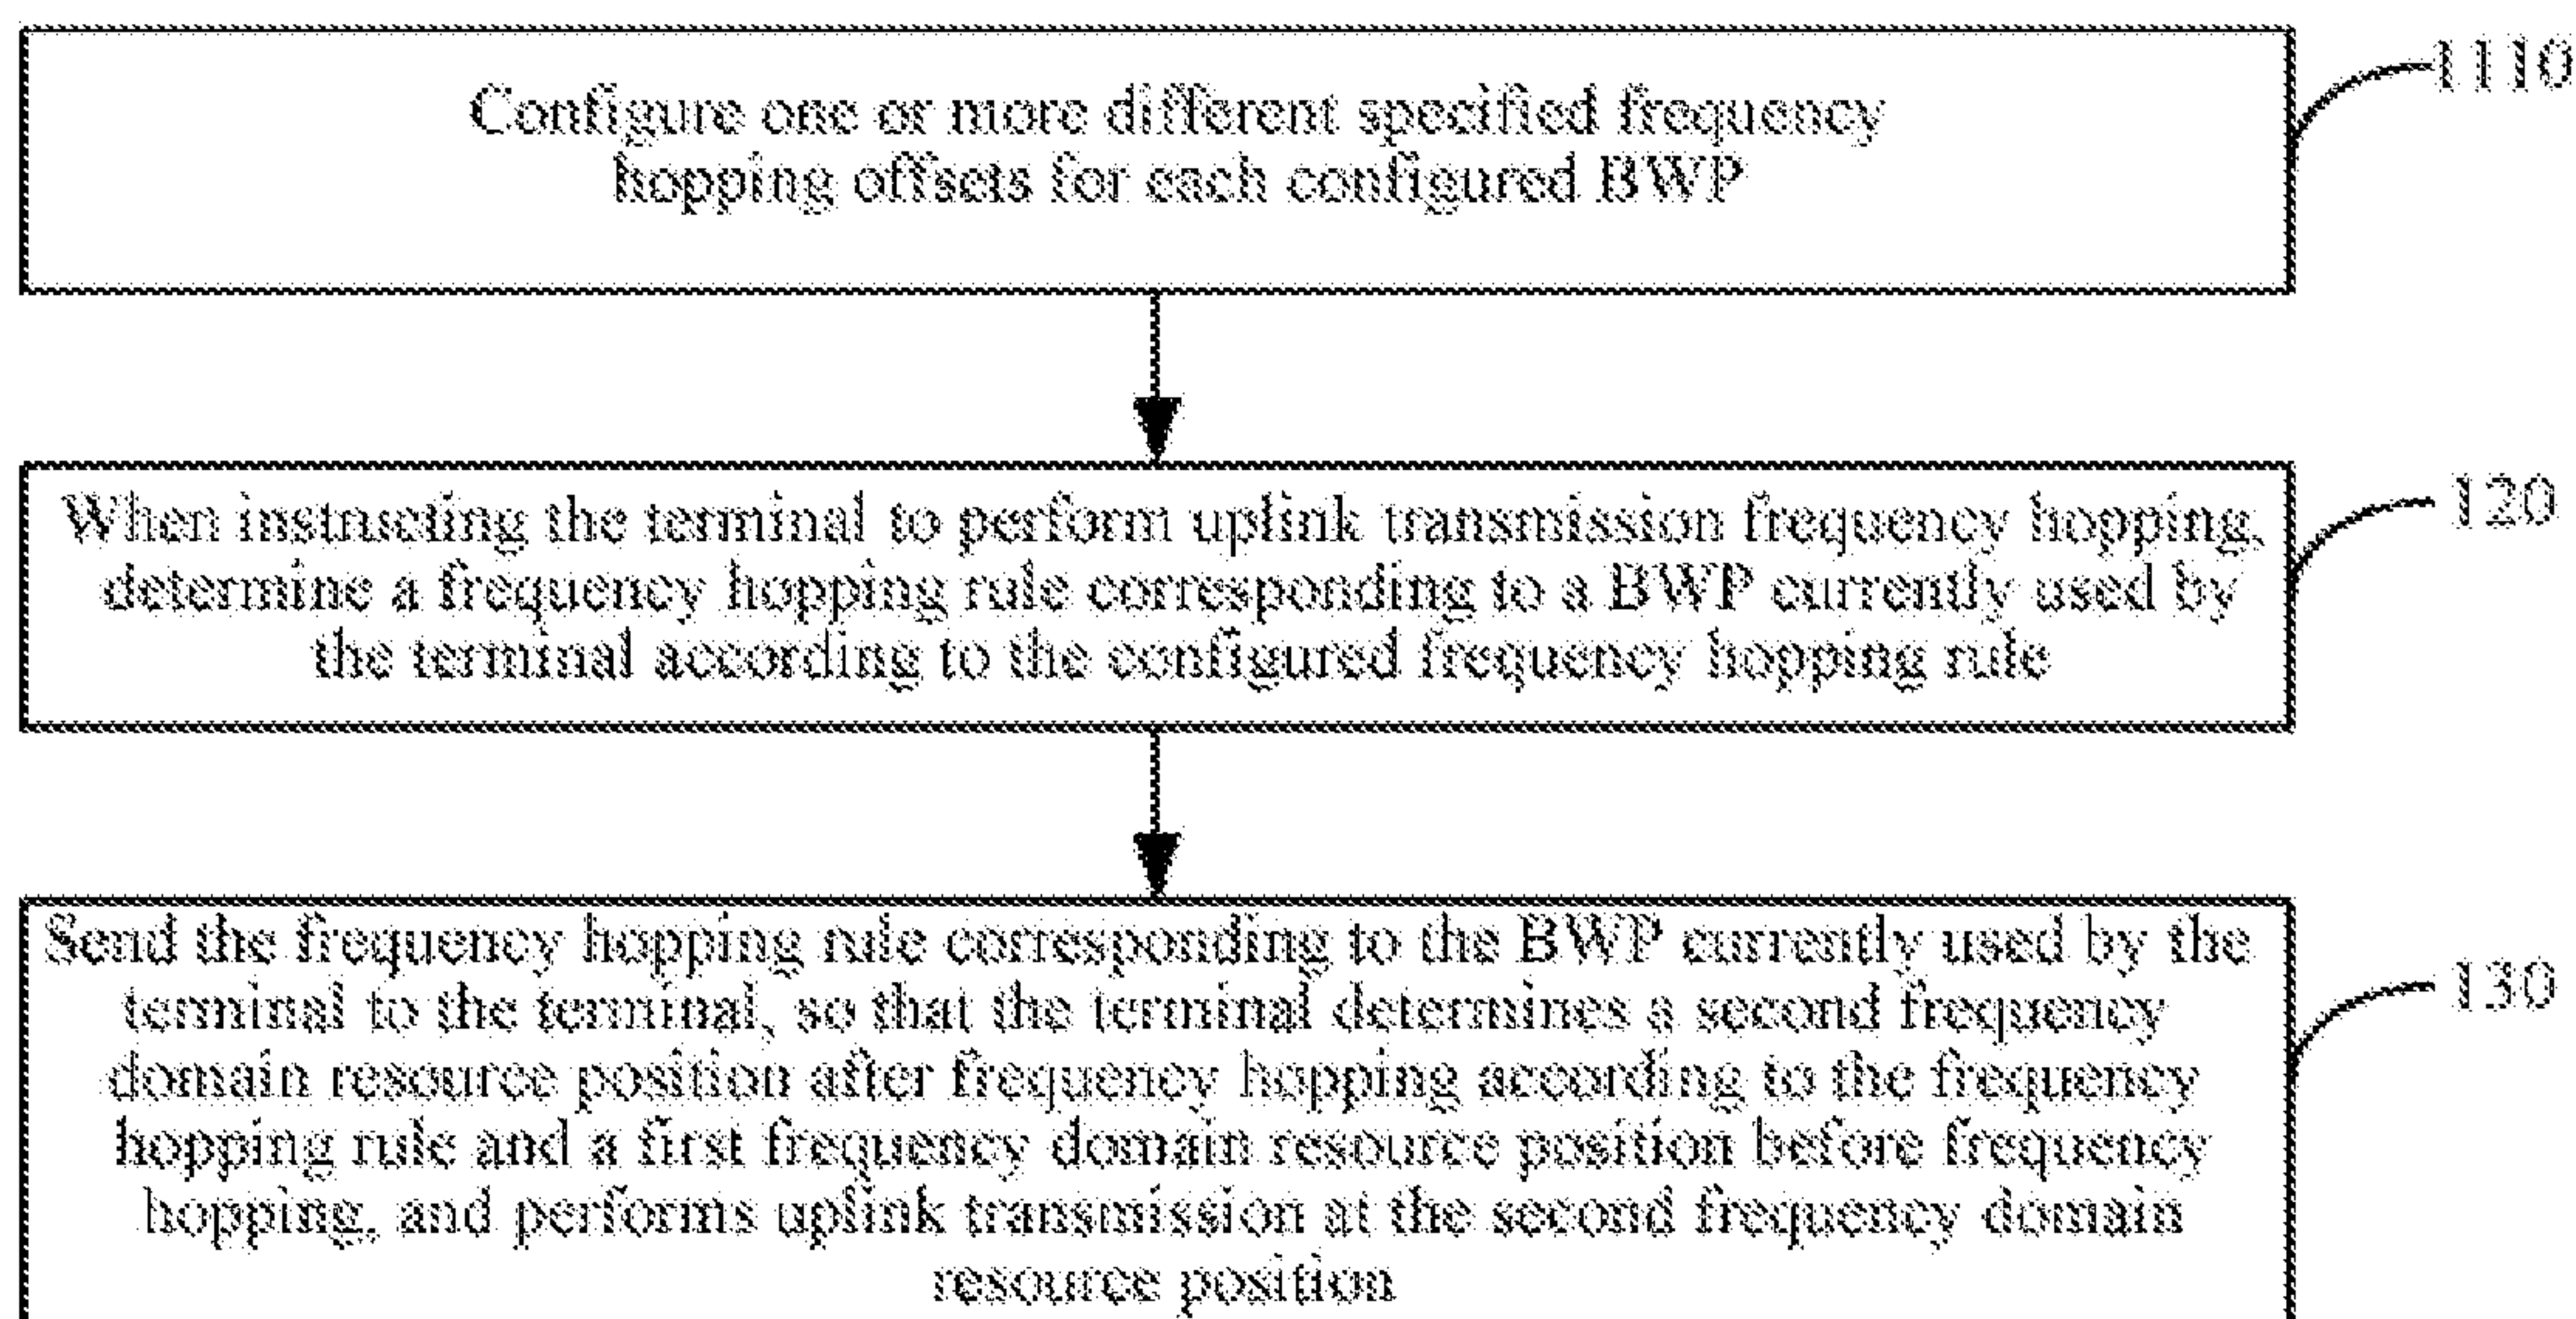 Configure one or more different specified frequency
hopping offsets for each configured BWP
1110
When instructing the terminal to perform uplink transmission frequency hopping,
determine a frequency hopping rule corresponding to a BWP currently used by
the terminal according to the configured frequency hopping rule
120
Send the frequency hopping rule corresponding to the BWP currently used by the
terminal to the terminal, so that the terminal determines a second frequency
domain resource position after frequency hopping according to the frequency
hopping rule and a first frequency domain resource position before frequency
hopping, and performs uplink transmission at the second frequency domain
resource position
130